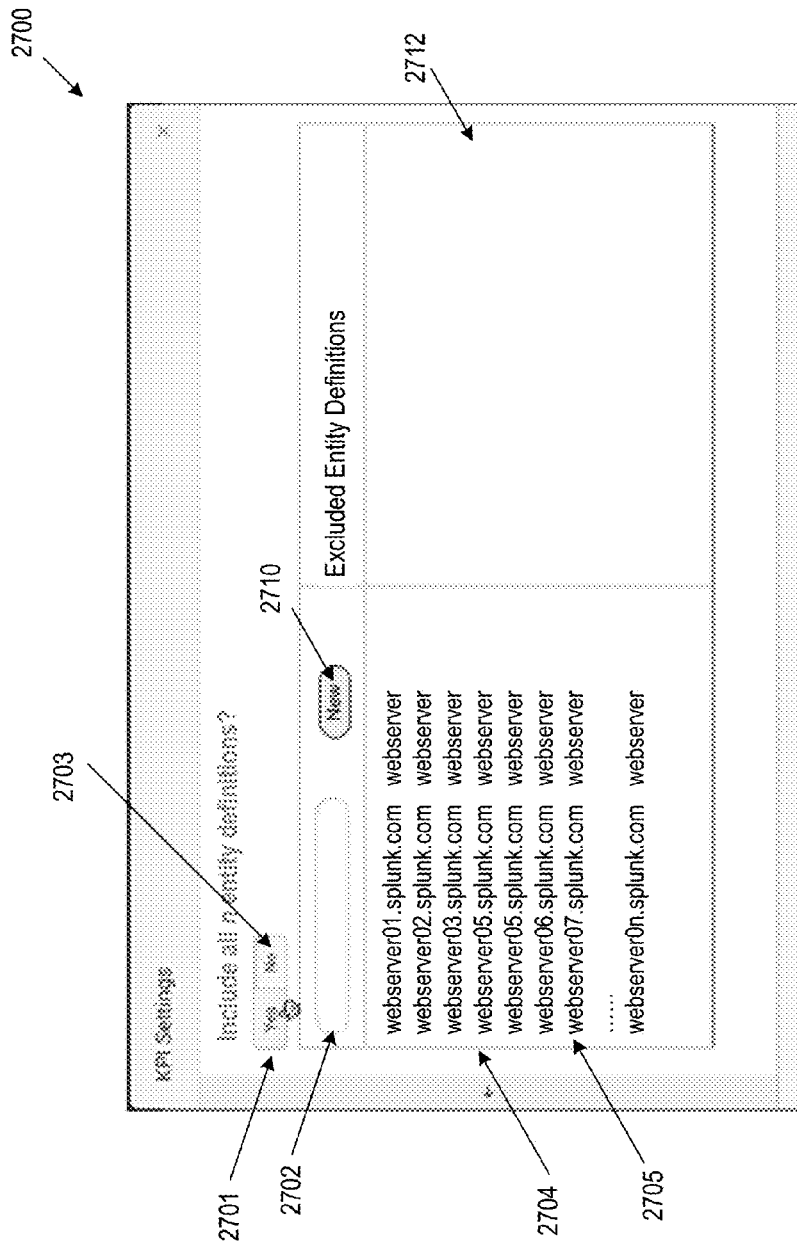 2700
KPI Settings
×
Include all n entity definitions?
2703
Yes No
2701
2710
New
Excluded Entity Definitions
2702
2712
webserver01.splunk.com webserver
webserver02.splunk.com webserver
webserver03.splunk.com webserver
webserver05.splunk.com webserver
webserver05.splunk.com webserver
webserver06.splunk.com webserver
webserver07.splunk.com webserver
......
webserver0n.splunk.com webserver
2704
2705